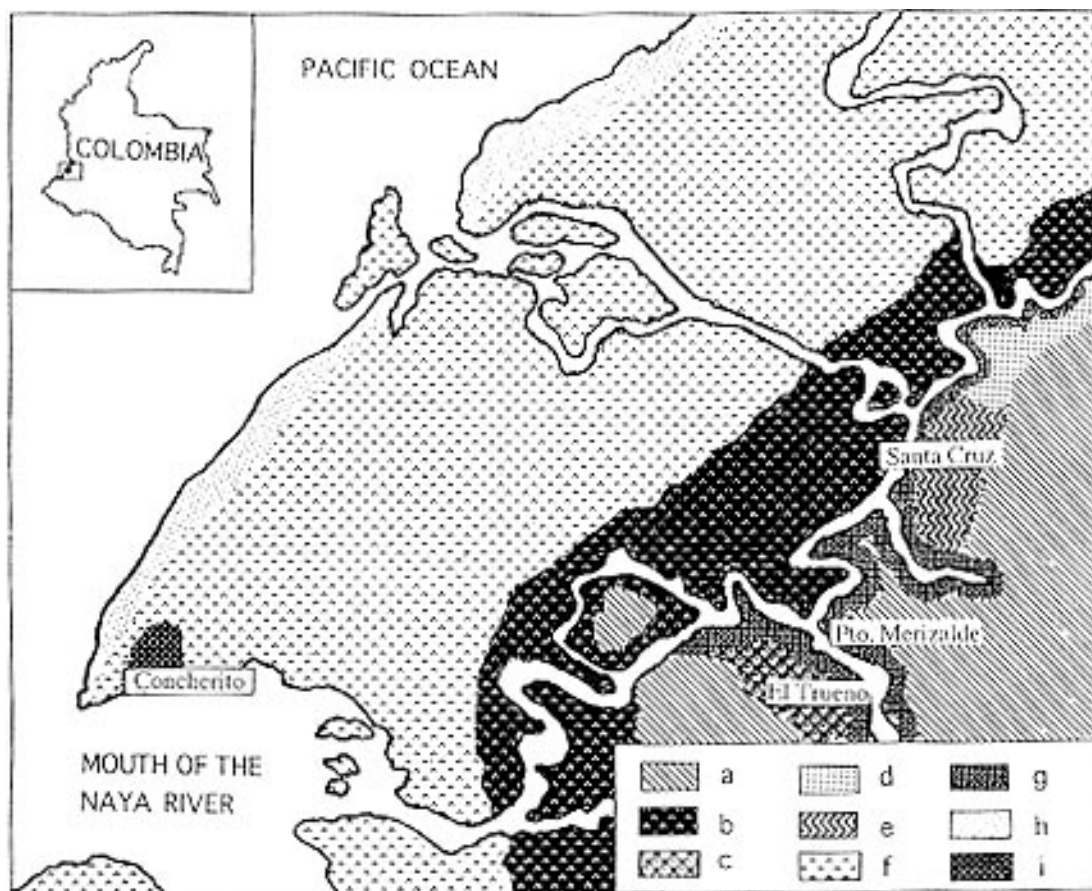 PACIFIC OCEAN
COLOMBIA
Santa Cruz
Pto. Merizalde
El Trueno
Concherito
MOUTH OF THE
NAYA RIVER
a
d
g
b
e
h
c
f
i